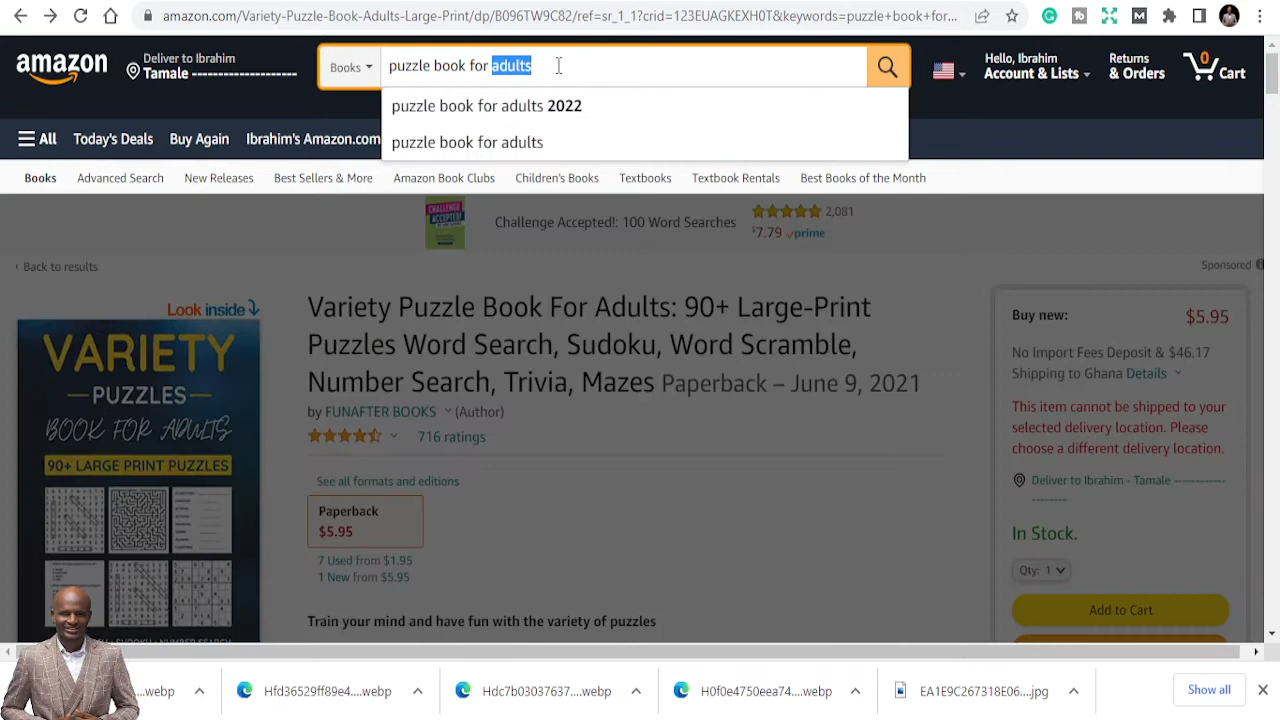 amazon.com/Variety-Puzzle-Book-Adults-Large-Print/dp/B096TW9C82/ref=sr_1_1?crid=123EUAGKEXH0T&keywords=puzzle+book+for...
amazon
Deliver to Ibrahim
Tamale ------------------
Books
puzzle book for adults
Hello, Ibrahim
Account & Lists
Returns
& Orders
0
Cart
puzzle book for adults 2022
puzzle book for adults
All
Today's Deals
Buy Again
Ibrahim's Amazon.com
Books
Advanced Search
New Releases
Best Sellers & More
Amazon Book Clubs
Children's Books
Textbooks
Textbook Rentals
Best Books of the Month
CHALLENGE
ACCEPTED!
Challenge Accepted!: 100 Word Searches
2,081
$7.79 prime
‹ Back to results
Sponsored
Look inside
VARIETY
PUZZLES
BOOK FOR ADULTS
90+ LARGE PRINT PUZZLES
Variety Puzzle Book For Adults: 90+ Large-Print
Puzzles Word Search, Sudoku, Word Scramble,
Number Search, Trivia, Mazes Paperback – June 9, 2021
by FUNAFTER BOOKS (Author)
716 ratings
See all formats and editions
Paperback
$5.95
7 Used from $1.95
1 New from $5.95
Train your mind and have fun with the variety of puzzles
Buy new:
$5.95
No Import Fees Deposit & $46.17
Shipping to Ghana Details
This item cannot be shipped to your
selected delivery location. Please
choose a different delivery location.
Deliver to Ibrahim - Tamale --------------
---------
In Stock.
Qty: 1
Add to Cart
....webp
Hfd36529ff89e4....webp
Hdc7b03037637....webp
H0f0e4750eea74....webp
EA1E9C267318E06....jpg
Show all